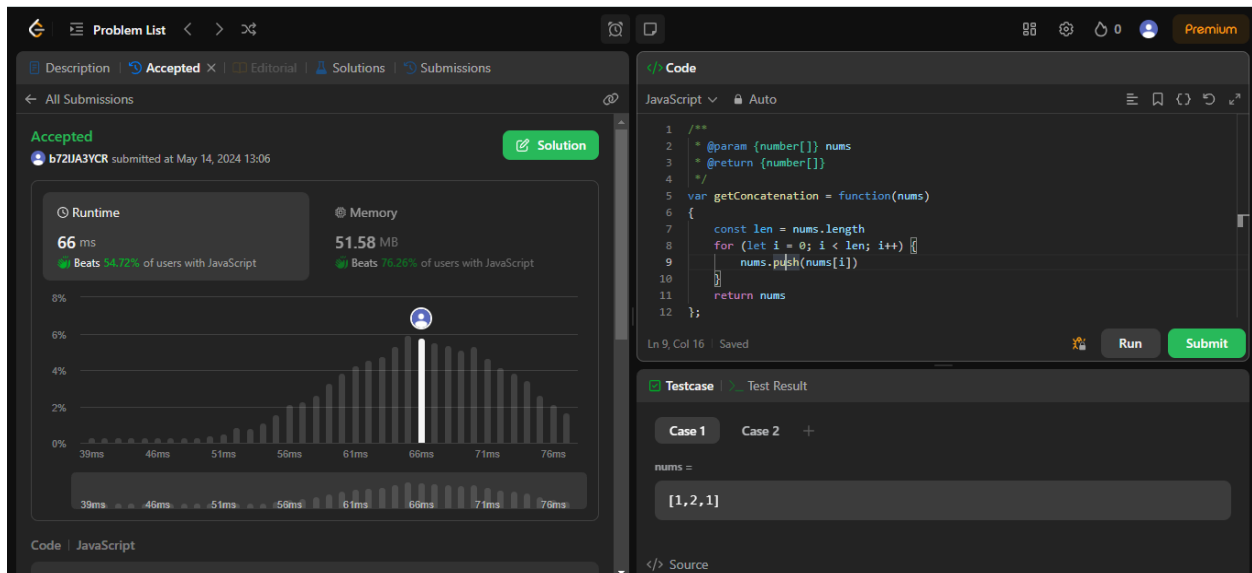 Problem List
0
Premium
Description | Accepted | Editorial | Solutions | Submissions
All Submissions
Accepted
b72IJA3YCR submitted at May 14, 2024 13:06
Solution
Runtime
66 ms
Beats 54.72% of users with JavaScript
Memory
51.58 MB
Beats 76.26% of users with JavaScript
8%
6%
4%
2%
0%
39ms 46ms 51ms 56ms 61ms 66ms 71ms 76ms
39ms 46ms 51ms 56ms 61ms 66ms 71ms 76ms
Code | JavaScript
</> Code
JavaScript Auto
1 /**
2 * @param {number[]} nums
3 * @return {number[]}
4 */
5 var getConcatenation = function(nums)
6 {
7 const len = nums.length
8 for (let i = 0; i < len; i++) {
9 nums.push(nums[i])
10 }
11 return nums
12 };
Ln 9, Col 16 | Saved
Run
Submit
Testcase | >_ Test Result
Case 1 Case 2 +
nums =
[1,2,1]
</> Source